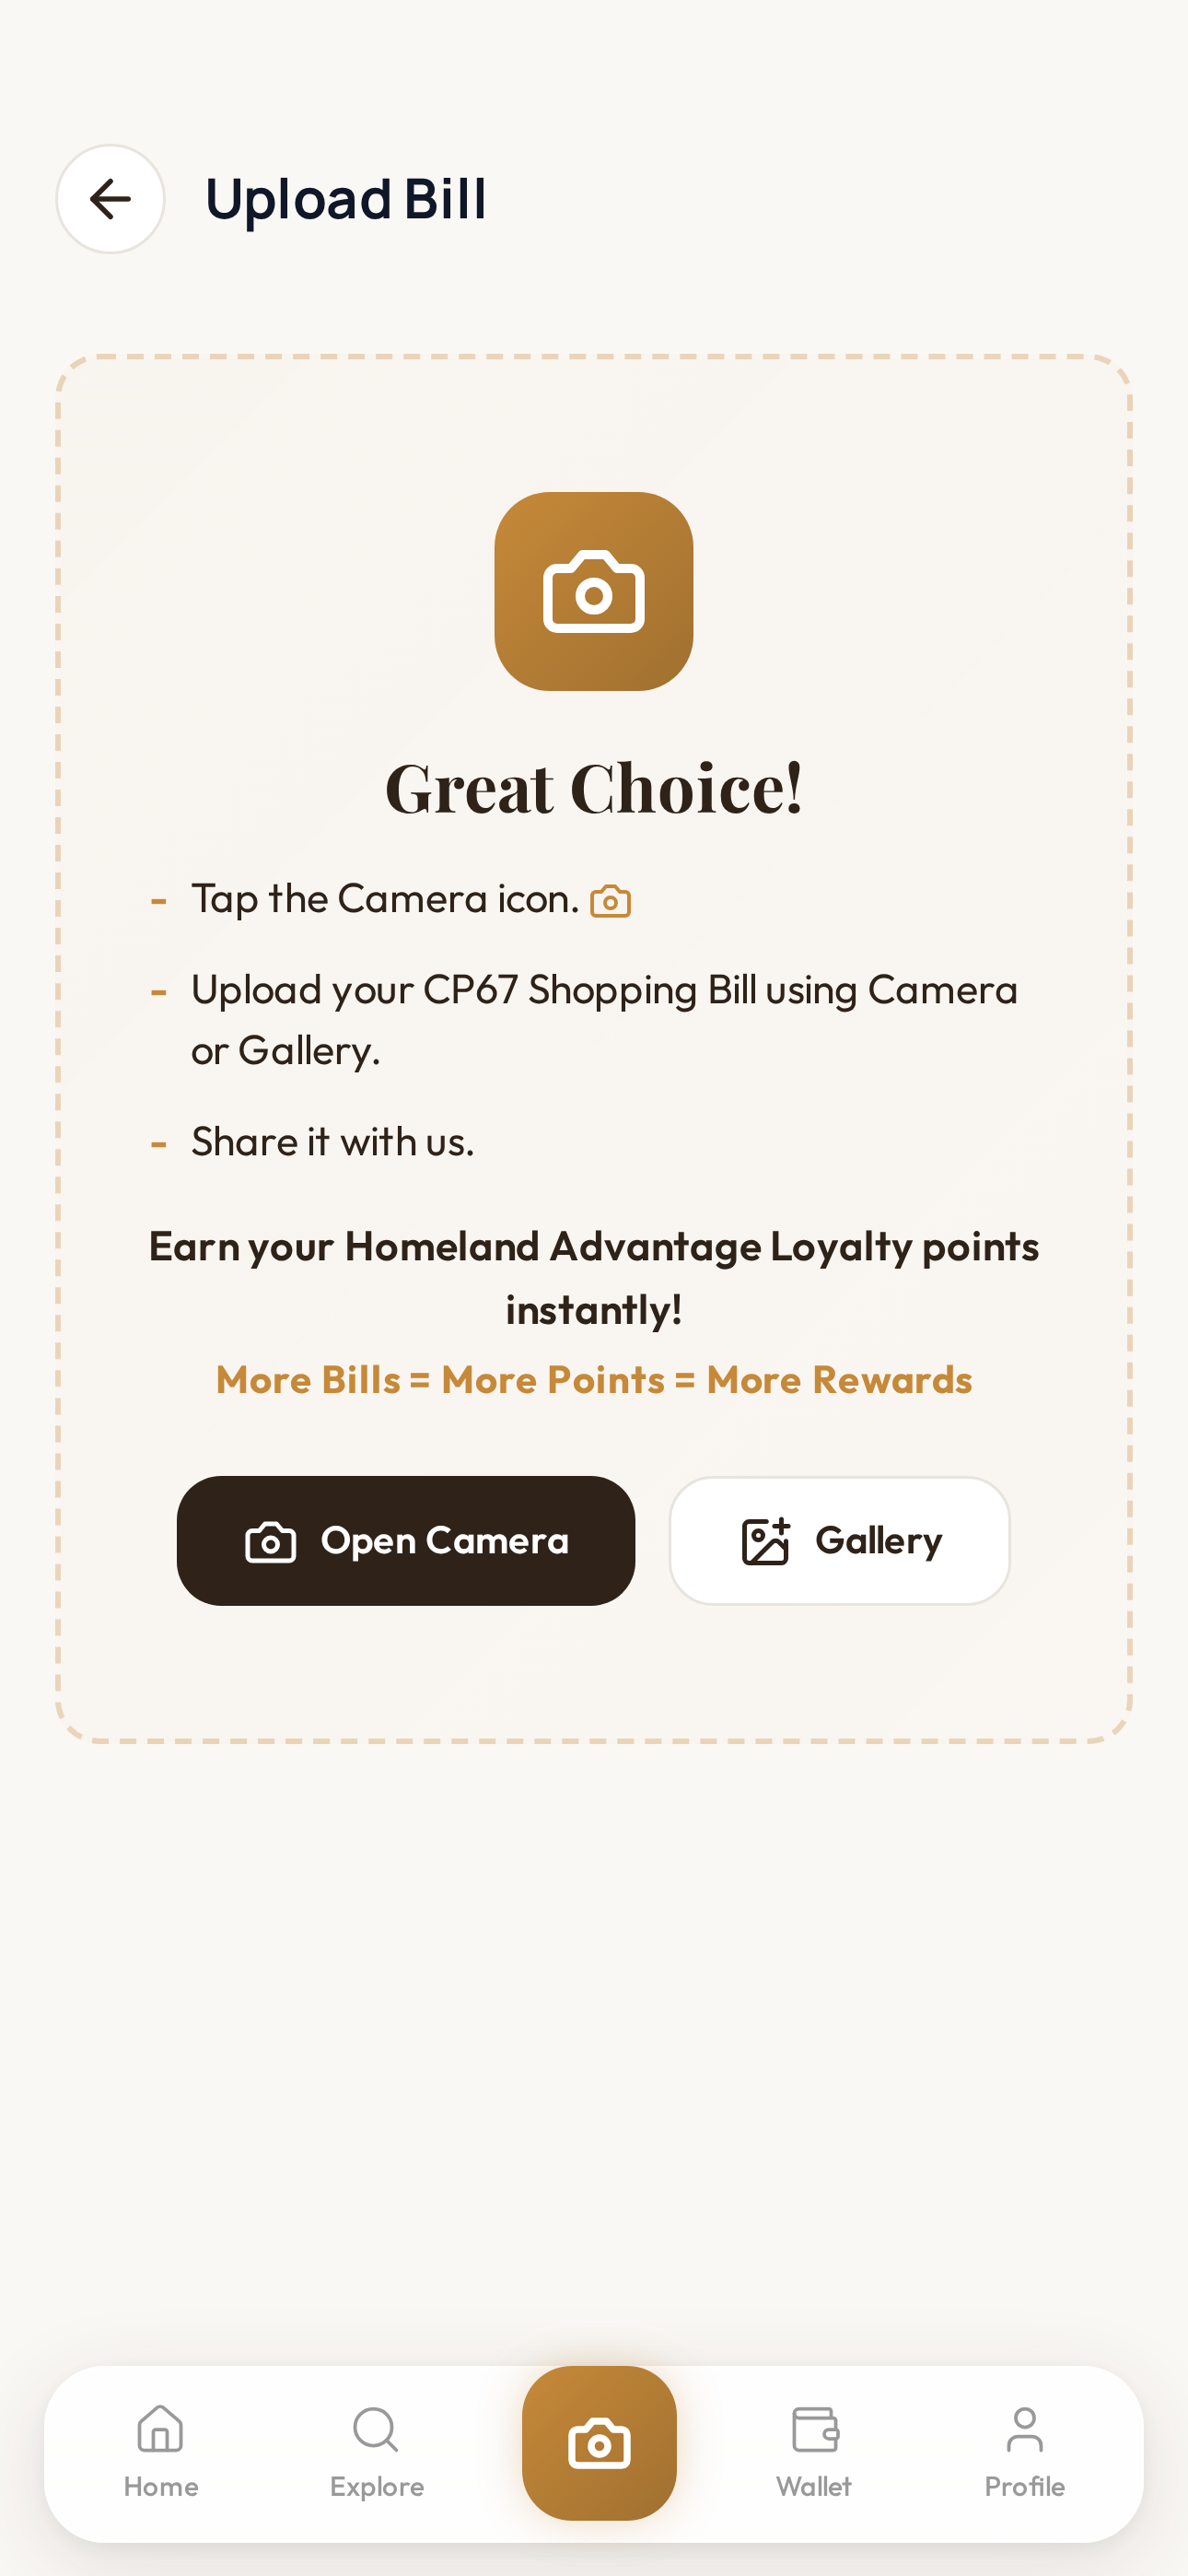 Upload Bill
Great Choice!
- Tap the Camera icon.
- Upload your CP67 Shopping Bill using Camera
or Gallery.
- Share it with us.
Earn your Homeland Advantage Loyalty points
instantly!
More Bills = More Points = More Rewards
Open Camera
Gallery
Home
Explore
Wallet
Profile